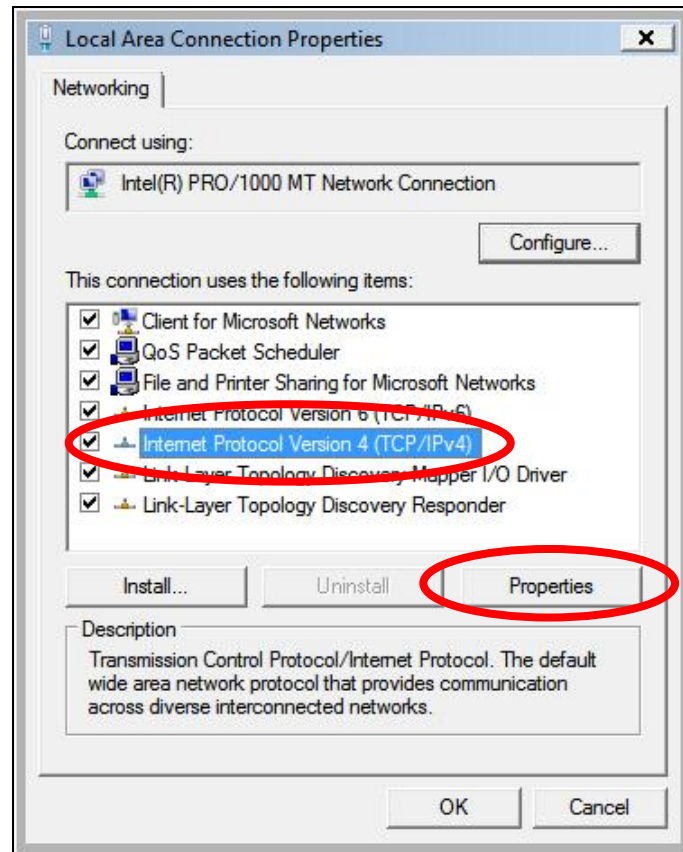 Local Area Connection Properties
Networking
Connect using:
Intel(R) PRO/1000 MT Network Connection
Configure...
This connection uses the following items:
Client for Microsoft Networks
QoS Packet Scheduler
File and Printer Sharing for Microsoft Networks
Internet Protocol Version 6 (TCP/IPv6)
Internet Protocol Version 4 (TCP/IPv4)
Link-Layer Topology Discovery Mapper I/O Driver
Link-Layer Topology Discovery Responder
Install...
Uninstall
Properties
Description
Transmission Control Protocol/Internet Protocol. The default
wide area network protocol that provides communication
across diverse interconnected networks.
OK
Cancel